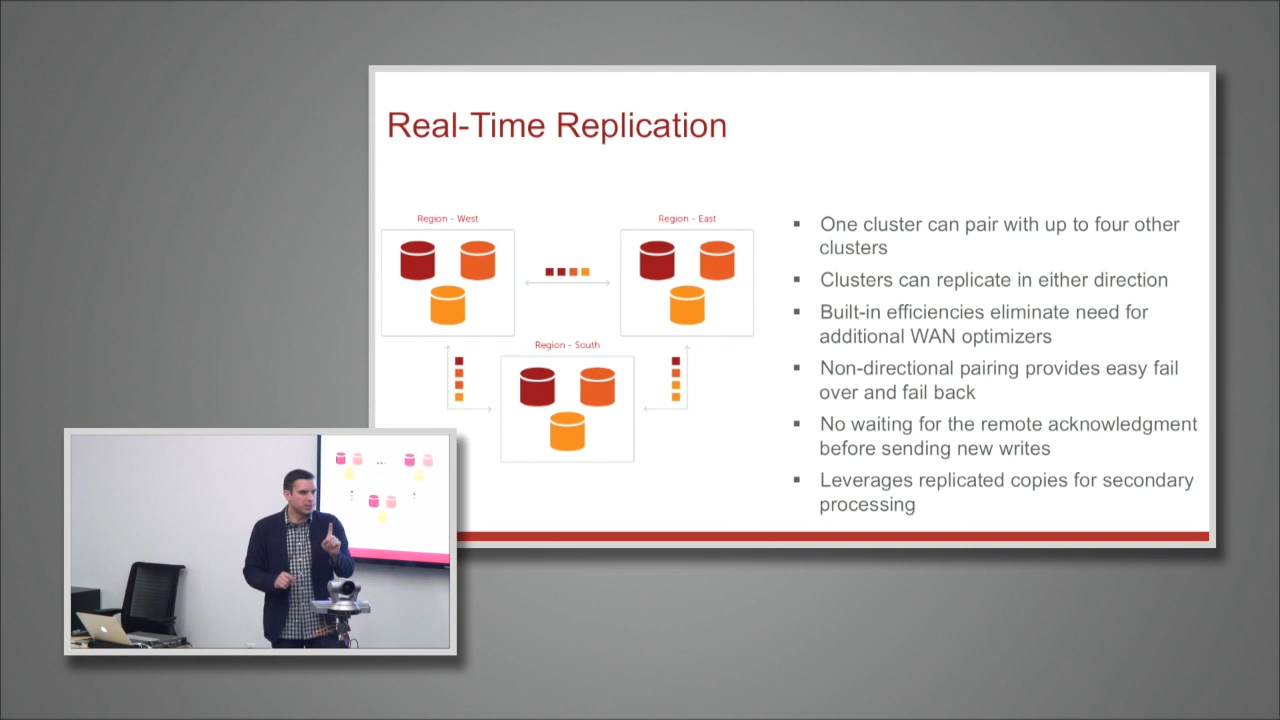 Real-Time Replication
Region - West
Region - East
Region - South
One cluster can pair with up to four other
clusters
Clusters can replicate in either direction
Built-in efficiencies eliminate need for
additional WAN optimizers
Non-directional pairing provides easy fail
over and fail back
No waiting for the remote acknowledgment
before sending new writes
Leverages replicated copies for secondary
processing